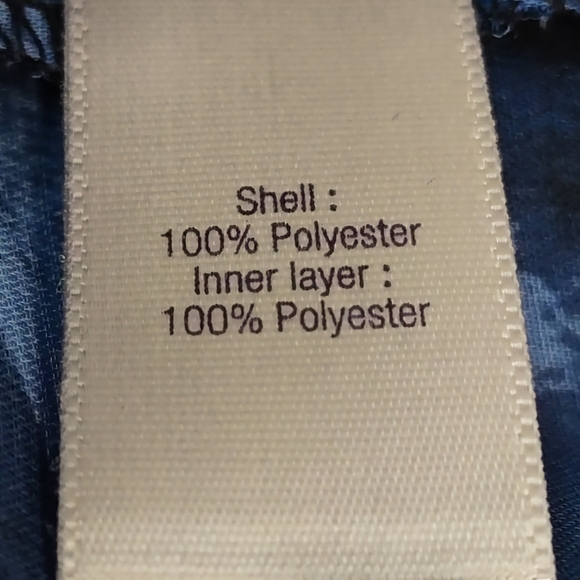 Shell :
100% Polyester
Inner layer :
100% Polyester